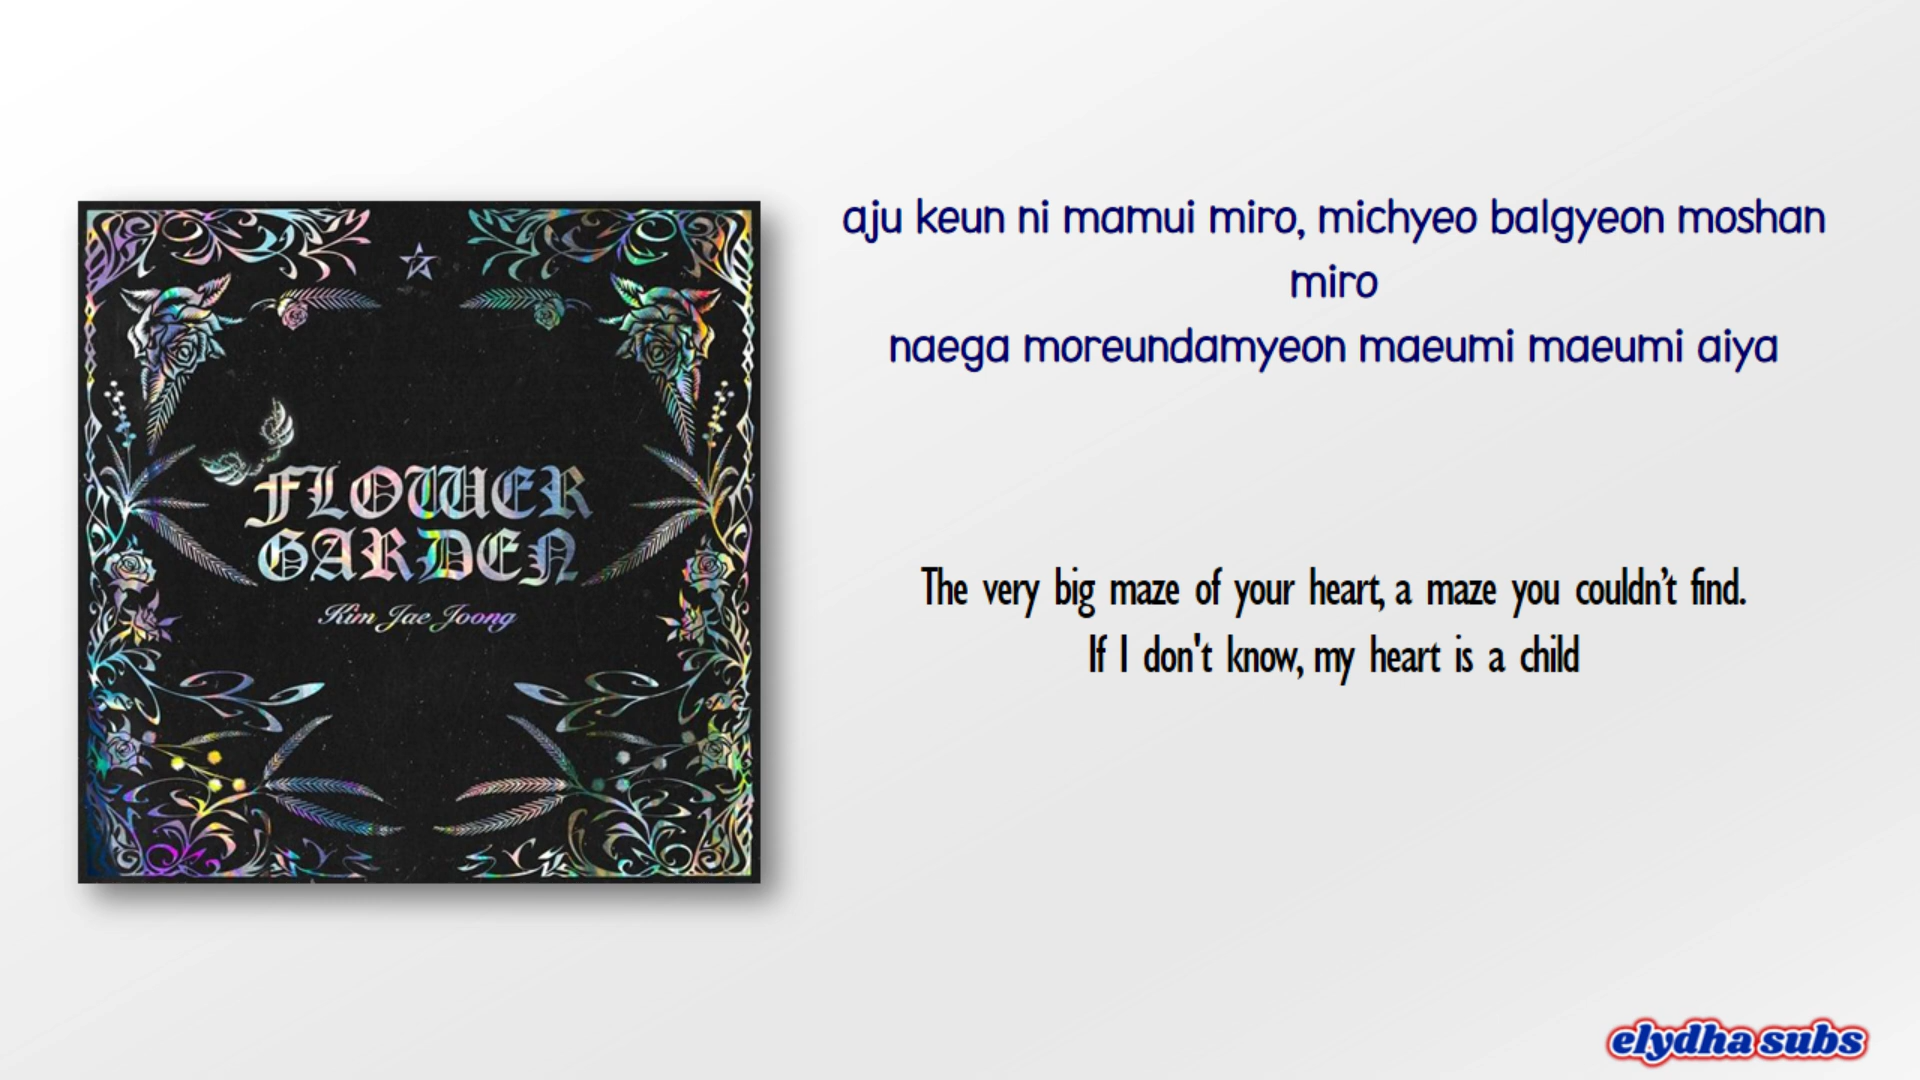 FLOWER
GARDEN
Kim Jae Joong
aju keun ni mamui miro, michyeo balgyeon moshan
miro
naega moreundamyeon maeumi maeumi aiya
The very big maze of your heart, a maze you couldn’t find.
If I don't know, my heart is a child
elydha subs